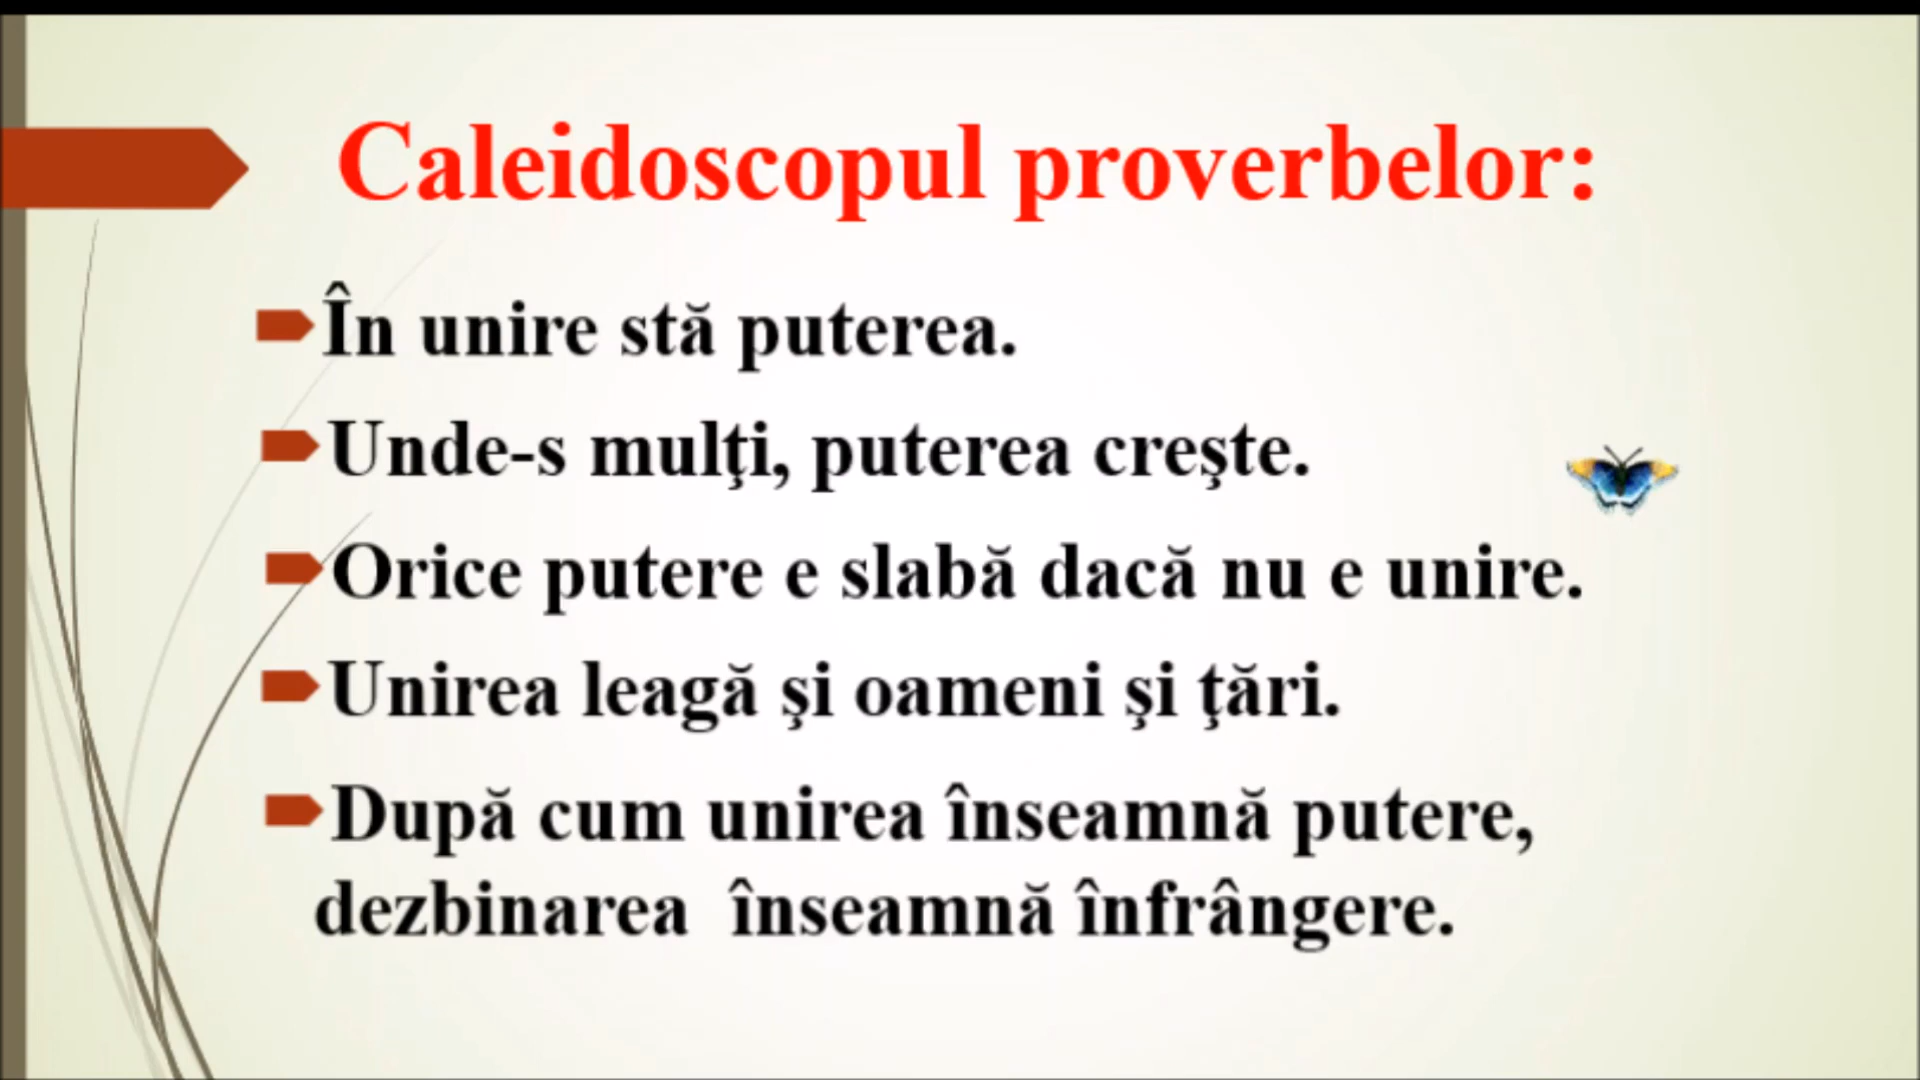 Caleidoscopul proverbelor:
În unire stă puterea.
Unde-s mulţi, puterea creşte.
Orice putere e slabă dacă nu e unire.
Unirea leagă şi oameni şi ţări.
După cum unirea înseamnă putere,
dezbinarea  înseamnă înfrângere.